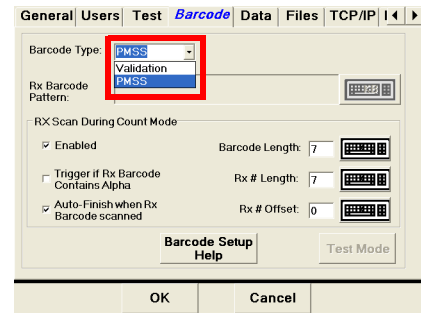 General Users Test Barcode Data Files TCP/IP
Barcode Type: PMSS
Validation
PMSS
Rx Barcode Pattern:
RX Scan During Count Mode
Enabled Barcode Length: 7
Trigger if Rx Barcode Contains Alpha Rx # Length: 7
Auto-Finish when Rx Barcode scanned Rx # Offset: 0
Barcode Setup Help Test Mode
OK Cancel